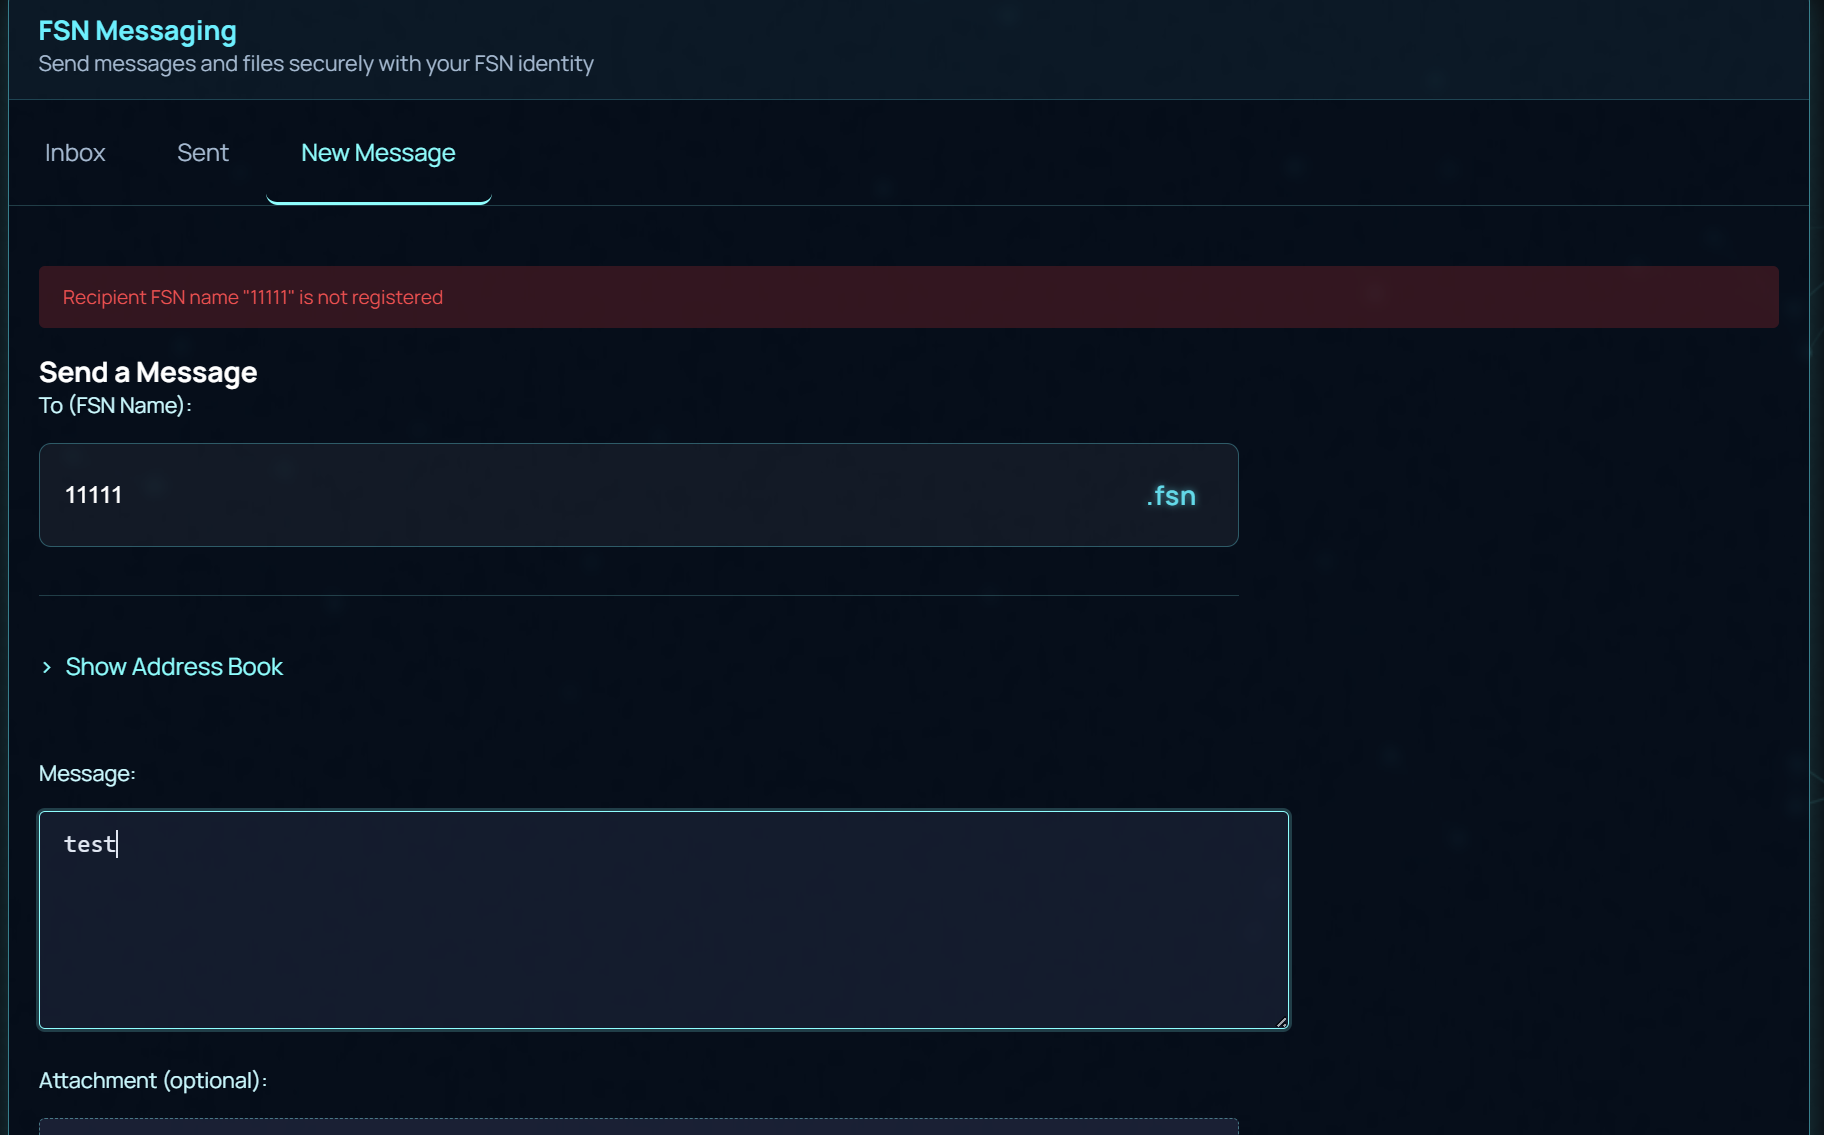 FSN Messaging
Send messages and files securely with your FSN identity
Inbox Sent New Message
Recipient FSN name "11111" is not registered
Send a Message
To (FSN Name):
11111 .fsn
Show Address Book
Message:
test
Attachment (optional):